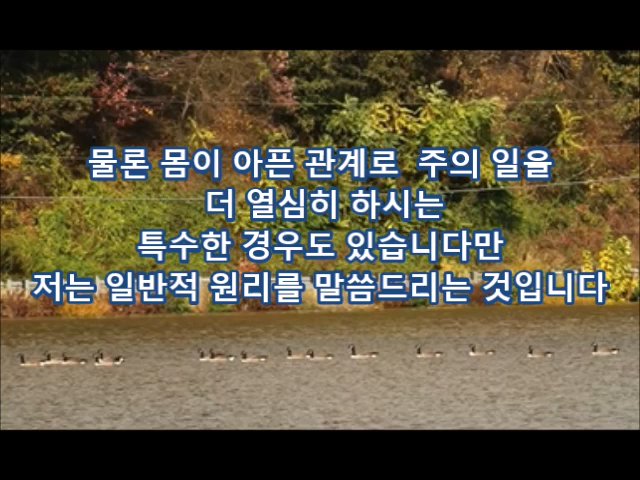 물론 몸이 아픈 관계로  주의 일을
더 열심히 하시는
특수한 경우도 있습니다만
저는 일반적 원리를 말씀드리는 것입니다